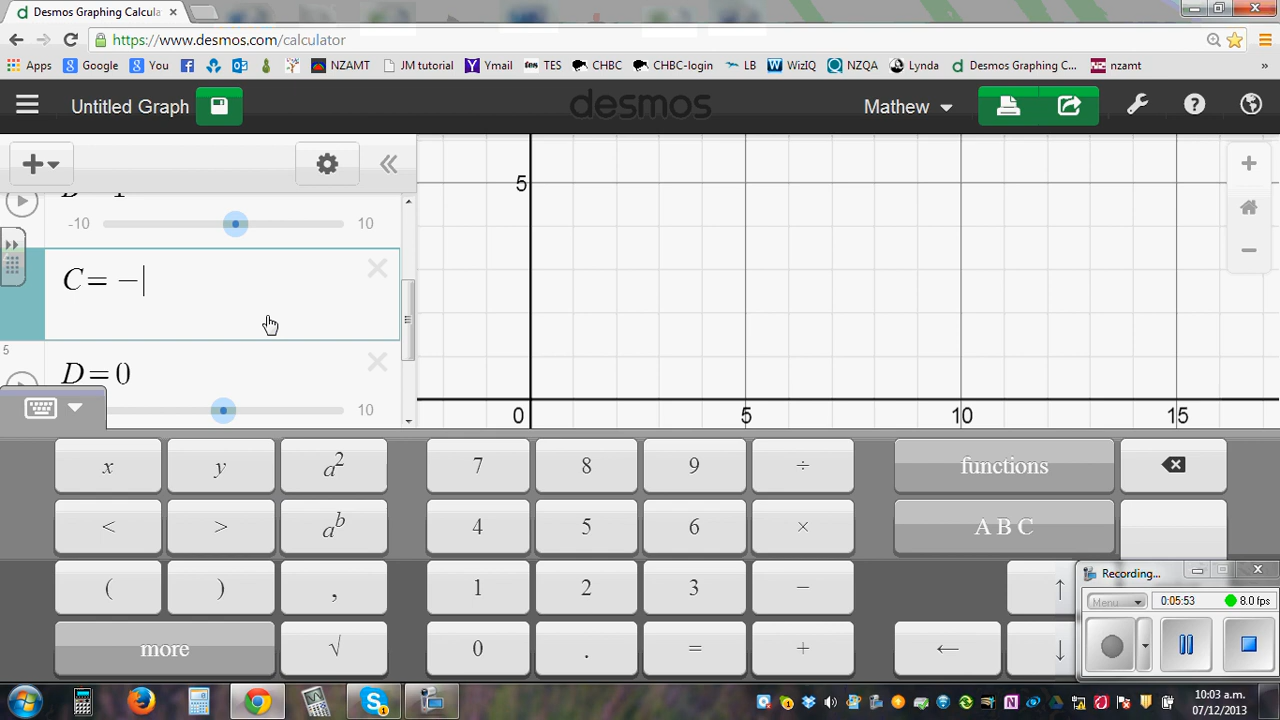 Desmos Graphing Calcula
https://www.desmos.com/calculator
Apps Google You NZAMT JM tutorial Ymail TES CHBC CHBC-login LB WizIQ NZQA Lynda Desmos Graphing C... nzamt »
Untitled Graph
desmos
Mathew
-10 10
C = −
5
D = 0
10
5
0 5 10 15
x y a² 7 8 9 ÷ functions
< > aᵇ 4 5 6 × A B C
( ) , 1 2 3 − ↑
more √ 0 . = + ← ↓
Recording...
Menu 0:05:53 8.0 fps
10:03 a.m.
07/12/2013